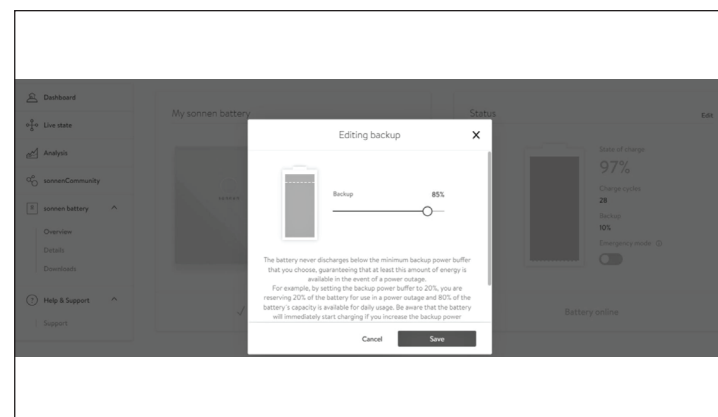 Dashboard
Live state
Analysis
sonnenCommunity
sonnen battery
Overview
Details
Downloads
Help & Support
Support
My sonnen battery
Status
Edit
State of charge
97%
Charge cycles
28
Backup
10%
Emergency mode
Battery online
Editing backup
X
Backup
85%
The battery never discharges below the minimum backup power buffer
that you choose, guaranteeing that at least this amount of energy is
available in the event of a power outage.
For example, by setting the backup power buffer to 20%, you are
reserving 20% of the battery for use in a power outage and 80% of the
battery's capacity is available for daily usage. Be aware that the battery
will immediately start charging if you increase the backup power
Cancel
Save